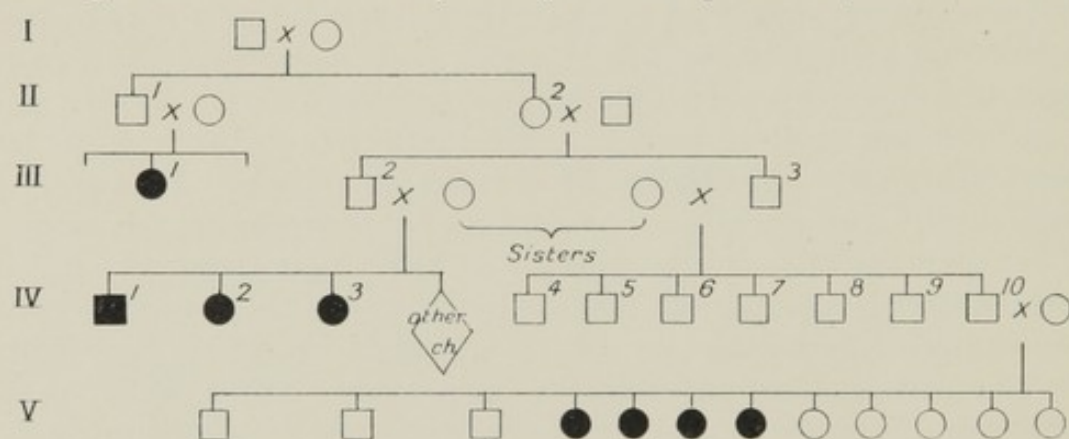 I
x
II
1 x 2 x
III
1 2 x x 3
Sisters
IV
1 2 3 4 5 6 7 8 9 10 x
other
ch
V